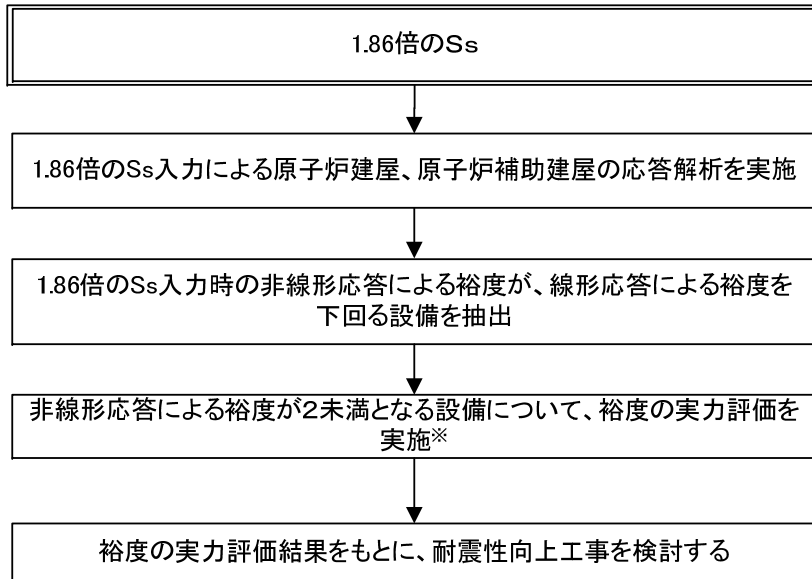 1.86倍のSs
1.86倍のSs入力による原子炉建屋、原子炉補助建屋の応答解析を実施
1.86倍のSs入力時の非線形応答による裕度が、線形応答による裕度を
下回る設備を抽出
非線形応答による裕度が2未満となる設備について、裕度の実力評価を
実施※
裕度の実力評価結果をもとに、耐震性向上工事を検討する